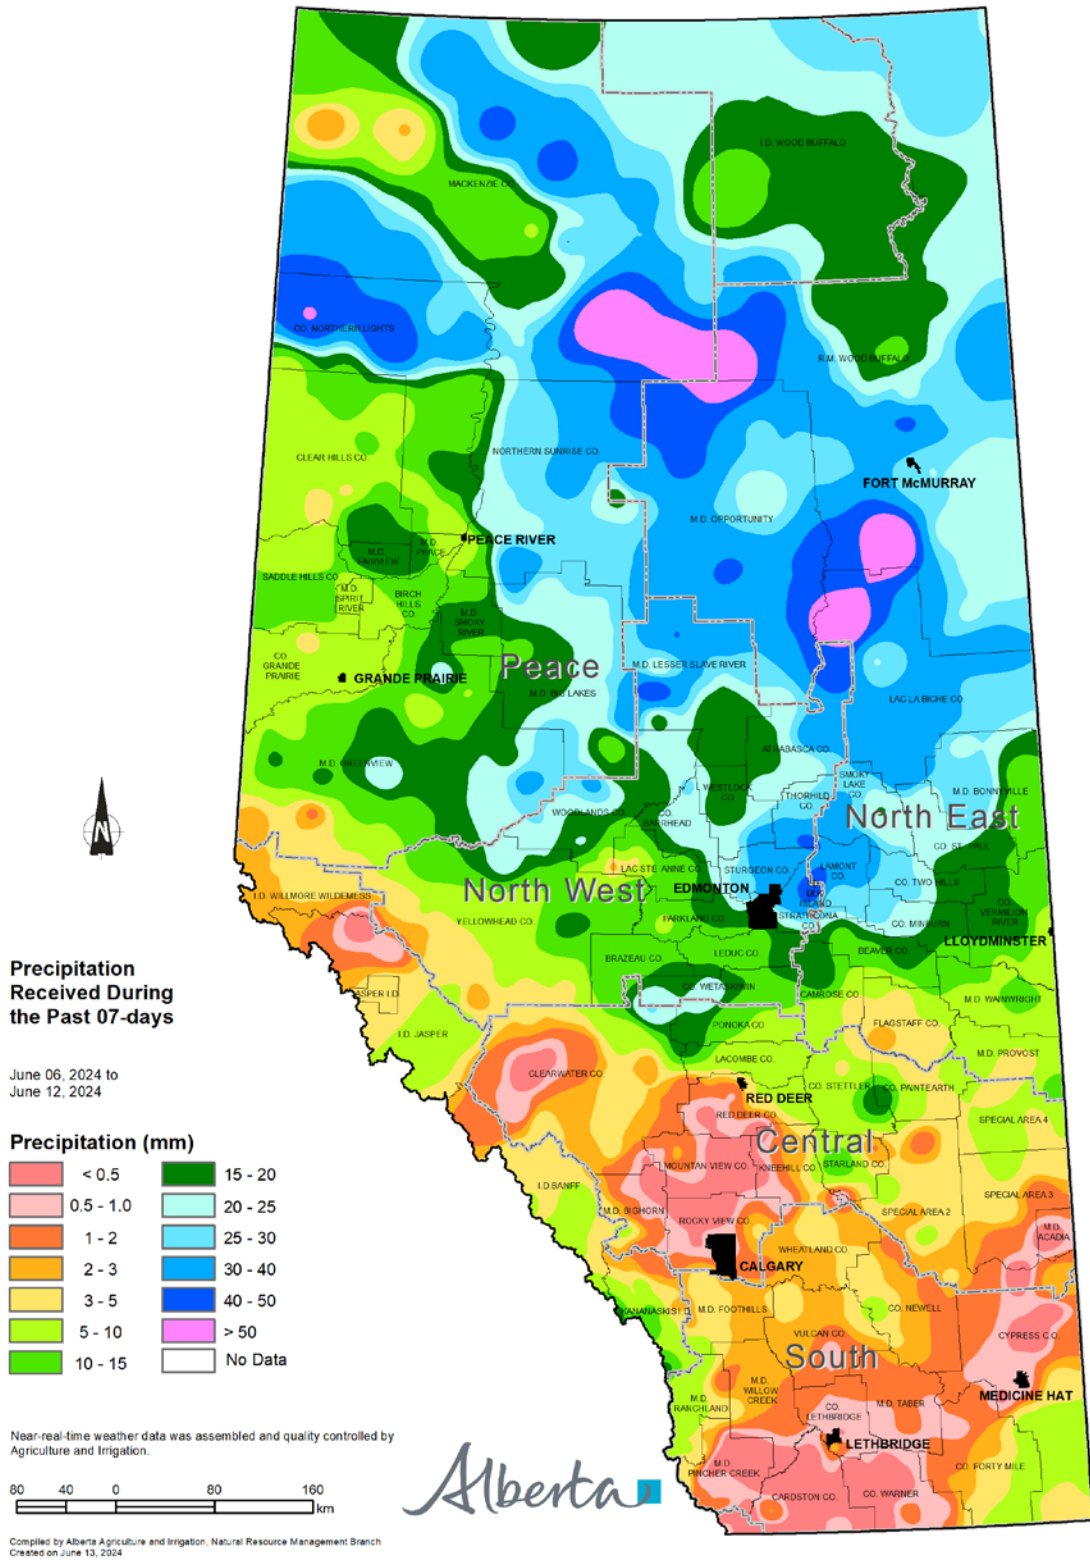 I.D. WOOD BUFFALO
MACKENZIE CO.
CO. NORTHERN LIGHTS
R.M. WOOD BUFFALO
CLEAR HILLS CO.
NORTHERN SUNRISE CO.
FORT McMURRAY
M.D. OPPORTUNITY
M.D.
PEACE
PEACE RIVER
M.D.
FAIRVIEW
SADDLE HILLS CO.
M.D.
SPIRIT
RIVER
BIRCH
HILLS
CO.
M.D.
SMOKY
RIVER
CO.
GRANDE
PRAIRIE
GRANDE PRAIRIE
Peace
M.D. LESSER SLAVE RIVER
M.D. BIG LAKES
LAC LA BICHE CO.
M.D. GREENVIEW
ATHABASCA CO.
WOODLANDS CO.
WESTLOCK
CO.
CO.
BARRHEAD
THORHILD
CO.
SMOKY
LAKE
CO.
M.D. BONNYVILLE
North East
CO. ST. PAUL
LAC STE ANNE CO.
STURGEON CO.
LAMONT
CO.
CO. TWO HILLS
North West
EDMONTON
ISLAND
STRATHCONA
CO.
CO.
VERMILION
RIVER
I.D. WILLMORE WILDERNESS
YELLOWHEAD CO.
PARKLAND CO.
CO. MINBURN
LLOYDMINSTER
BRAZEAU CO.
LEDUC CO.
BEAVER CO.
JASPER I.D.
CO. WETASKIWIN
CAMROSE CO.
M.D. WAINWRIGHT
I.D. JASPER
PONOKA CO.
FLAGSTAFF CO.
LACOMBE CO.
M.D. PROVOST
CLEARWATER CO.
CO. STETTLER
CO. PAINTEARTH
RED DEER
RED DEER CO.
SPECIAL AREA 4
Central
MOUNTAN VIEW CO.
KNEEHILL CO.
STARLAND CO.
I.D.BANFF
SPECIAL AREA 3
M.D. BIGHORN
ROCKY VIEW CO.
SPECIAL AREA 2
M.D.
ACADIA
WHEATLAND CO.
CALGARY
KANANASKIS I.D.
M.D. FOOTHILLS
CO. NEWELL
VULCAN CO.
CYPRESS CO.
South
M.D.
WILLOW
CREEK
MEDICINE HAT
M.D.
RANCHLAND
CO.
LETHBRIDGE
M.D. TABER
LETHBRIDGE
M.D.
PINCHER CREEK
CO. FORTY MILE
CARDSTON CO.
CO. WARNER
N
Precipitation
Received During
the Past 07-days
June 06, 2024 to
June 12, 2024
Precipitation (mm)
< 0.5
0.5 - 1.0
1 - 2
2 - 3
3 - 5
5 - 10
10 - 15
15 - 20
20 - 25
25 - 30
30 - 40
40 - 50
> 50
No Data
Near-real-time weather data was assembled and quality controlled by
Agriculture and Irrigation.
80 40 0 80 160
km
Compiled by Alberta Agriculture and Irrigation, Natural Resource Management Branch
Created on June 13, 2024
Alberta